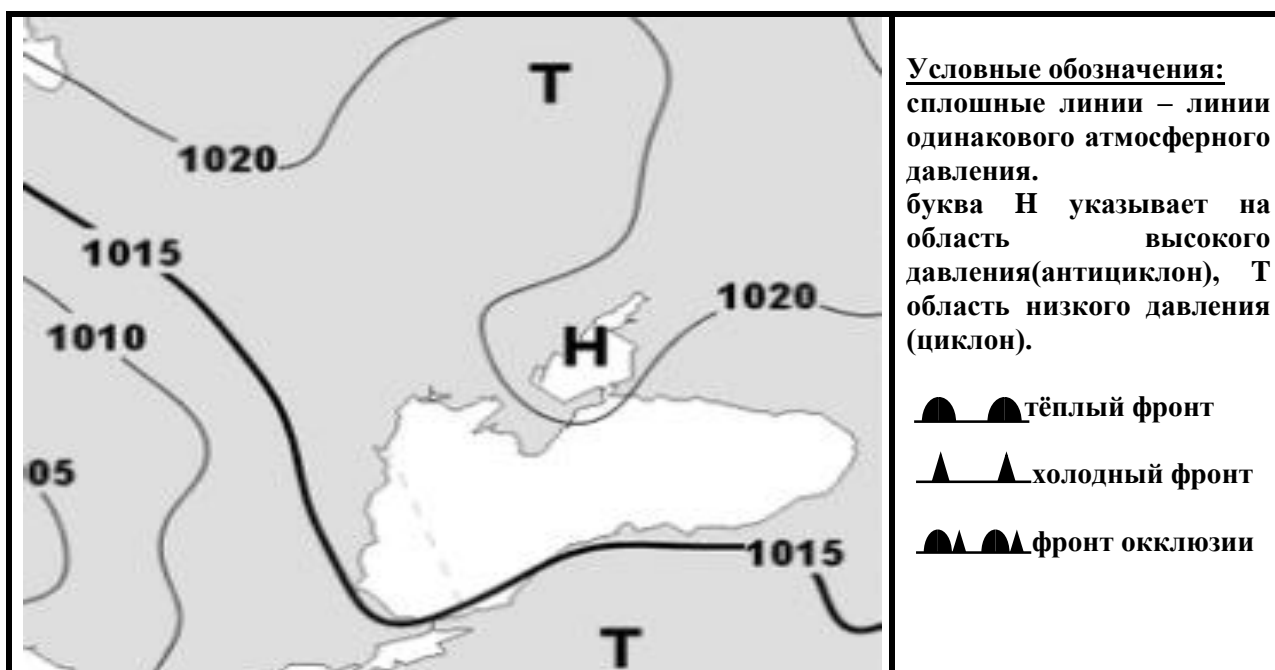 T
1020
1015
1010
1020
H
05
1015
T
Условные обозначения:
сплошные линии – линии
одинакового атмосферного
давления.
буква Н указывает на
область высокого
давления(антициклон), Т
область низкого давления
(циклон).
тёплый фронт
холодный фронт
фронт окклюзии